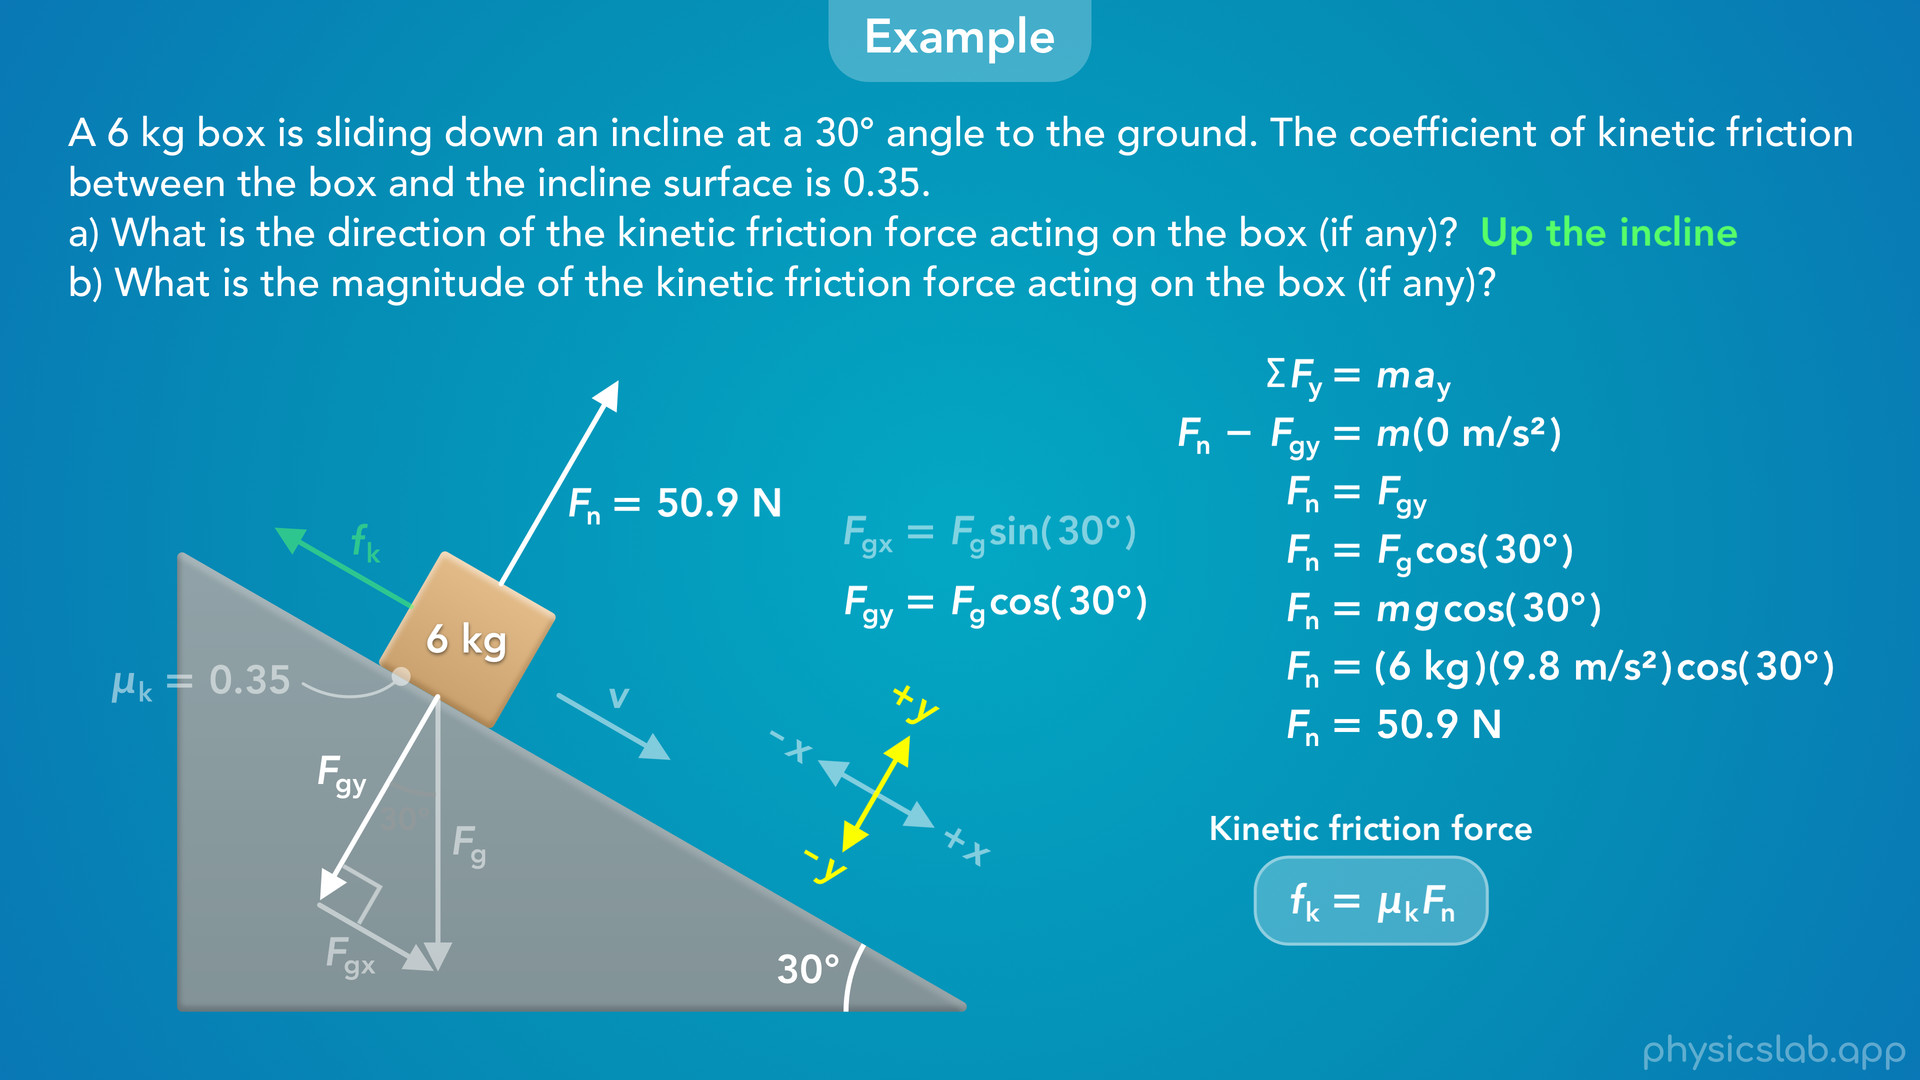 Example
A 6 kg box is sliding down an incline at a 30° angle to the ground. The coefficient of kinetic friction
between the box and the incline surface is 0.35.
a) What is the direction of the kinetic friction force acting on the box (if any)? Up the incline
b) What is the magnitude of the kinetic friction force acting on the box (if any)?
ΣFy = may
Fn − Fgy = m(0 m/s²)
Fn = Fgy
Fn = Fgcos(30°)
Fn = mgcos(30°)
Fn = (6 kg)(9.8 m/s²)cos(30°)
Fn = 50.9 N
Fn = 50.9 N
Fgx = Fgsin(30°)
Fgy = Fgcos(30°)
fk
6 kg
μk = 0.35
v
+y
-x
+x
-y
Fgy
30°
Fg
Fgx
30°
Kinetic friction force
fk = μkFn
physicslab.app